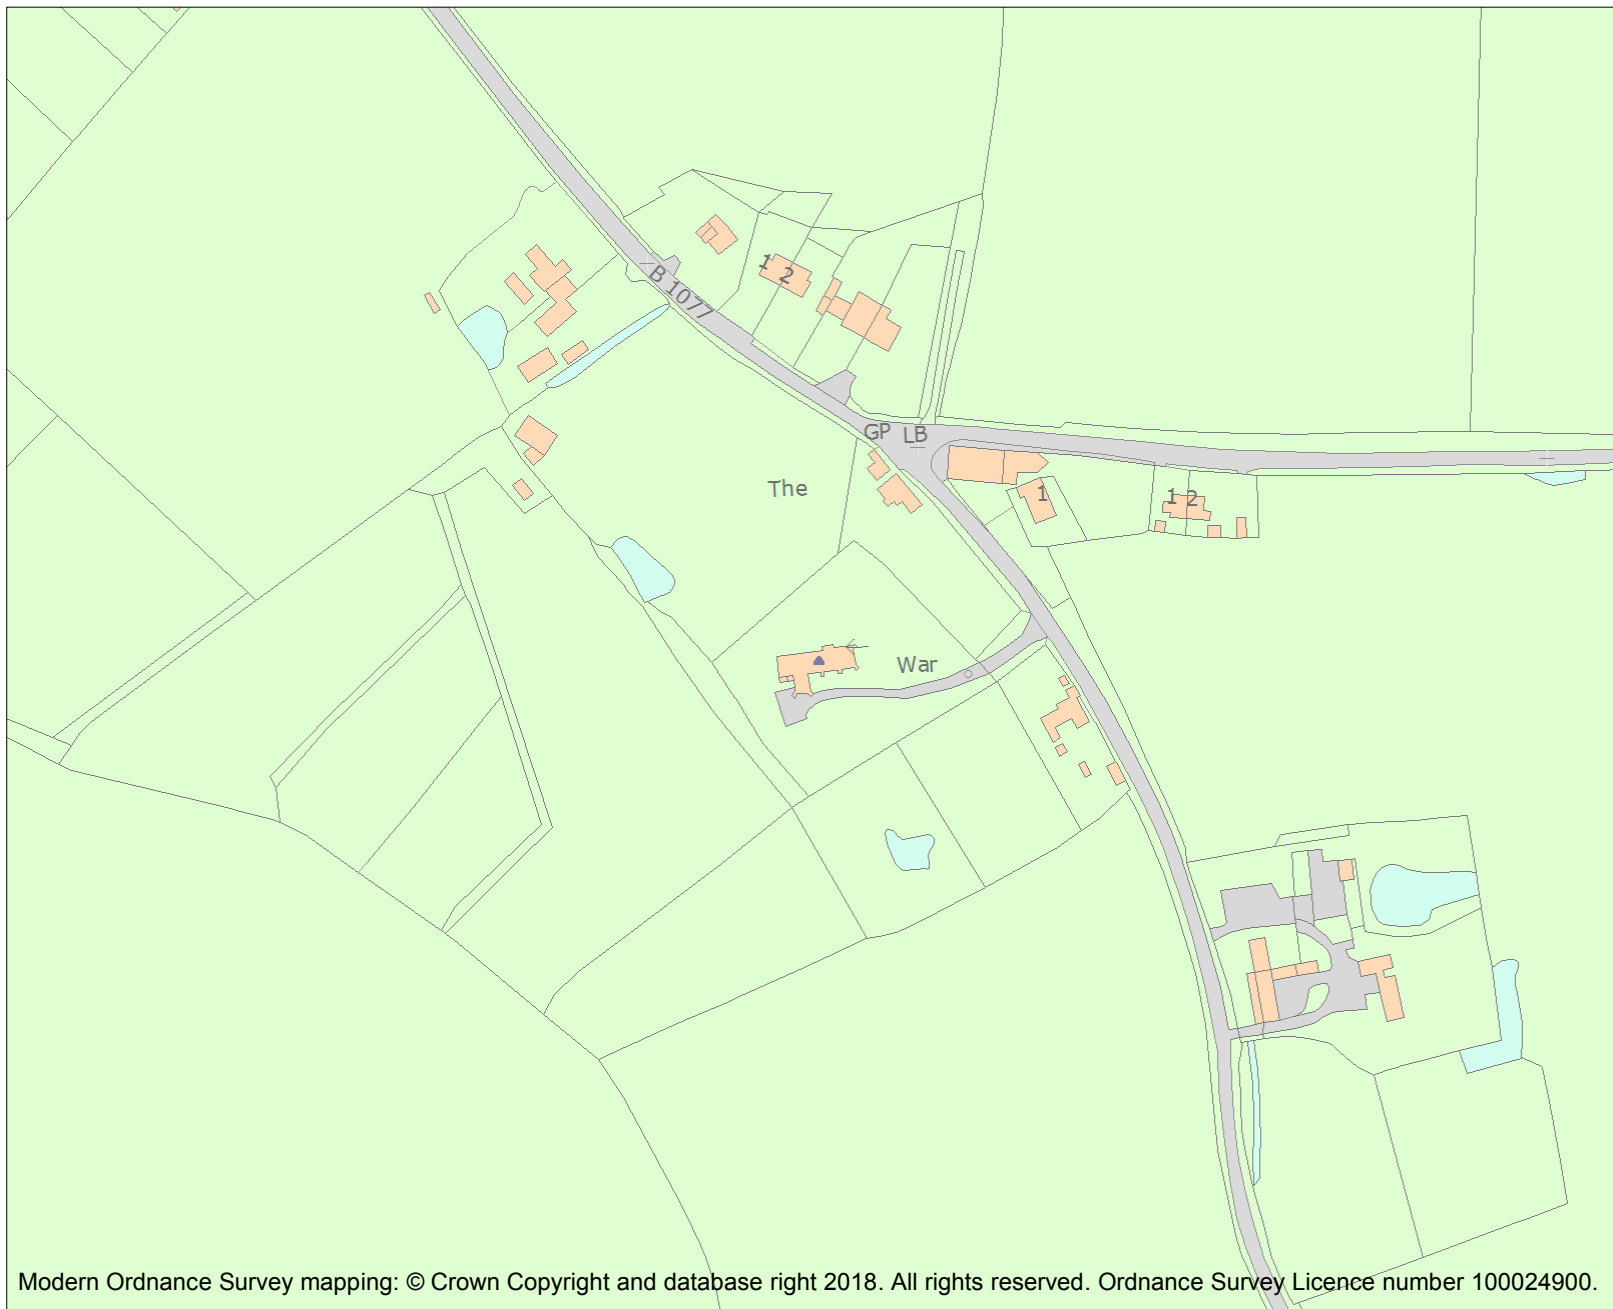 1 2
B 1077
GP LB
The
1
1 2
War
Modern Ordnance Survey mapping: © Crown Copyright and database right 2018. All rights reserved. Ordnance Survey Licence number 100024900.